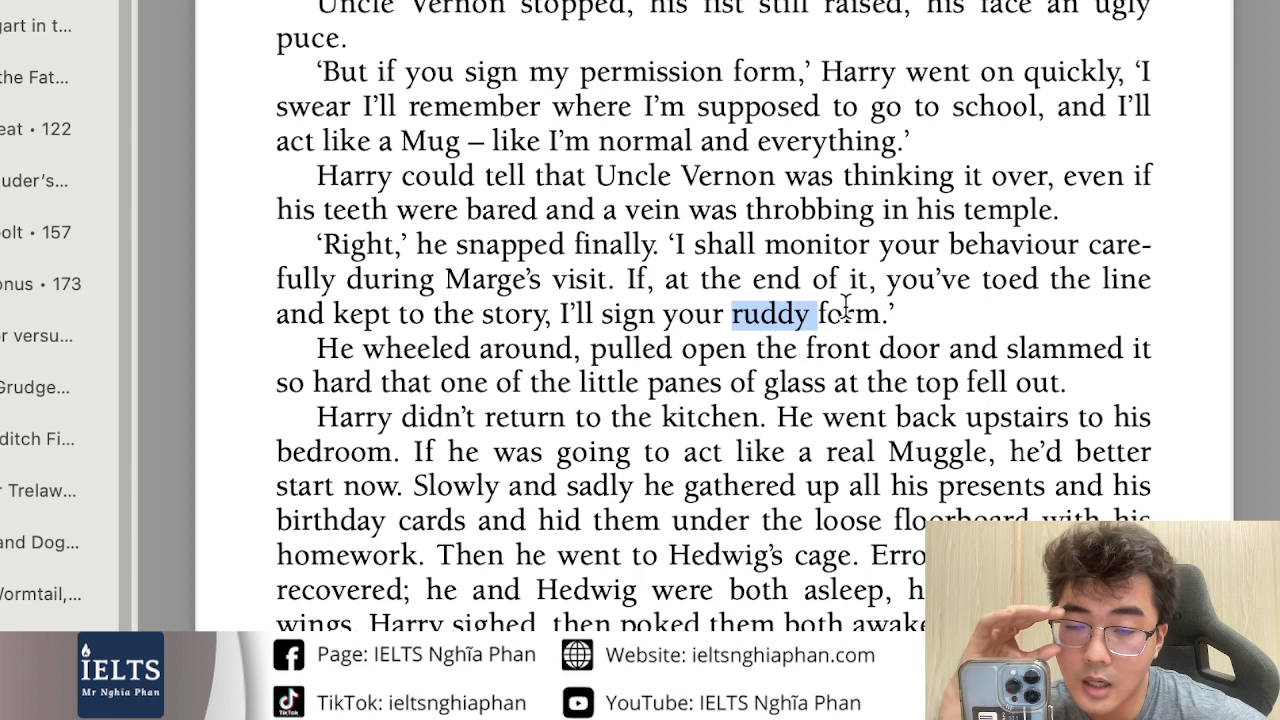 Uncle Vernon stopped, his fist still raised, his face an ugly
puce.
‘But if you sign my permission form,’ Harry went on quickly, ‘I
swear I’ll remember where I’m supposed to go to school, and I’ll
act like a Mug – like I’m normal and everything.’
Harry could tell that Uncle Vernon was thinking it over, even if
his teeth were bared and a vein was throbbing in his temple.
‘Right,’ he snapped finally. ‘I shall monitor your behaviour care-
fully during Marge’s visit. If, at the end of it, you’ve toed the line
and kept to the story, I’ll sign your ruddy form.’
He wheeled around, pulled open the front door and slammed it
so hard that one of the little panes of glass at the top fell out.
Harry didn’t return to the kitchen. He went back upstairs to his
bedroom. If he was going to act like a real Muggle, he’d better
start now. Slowly and sadly he gathered up all his presents and his
birthday cards and hid them under the loose floorboard with his
homework. Then he went to Hedwig’s cage. Erro
recovered; he and Hedwig were both asleep, h
wings. Harry sighed, then poked them both awake
gart in t...
the Fat...
eat • 122
uder’s...
olt • 157
onus • 173
r versu...
Grudge...
ditch Fi...
r Trelaw...
and Dog...
Wormtail,...
IELTS
Mr Nghia Phan
Page: IELTS Nghĩa Phan
Website: ieltsnghiaphan.com
TikTok: ieltsnghiaphan
YouTube: IELTS Nghĩa Phan